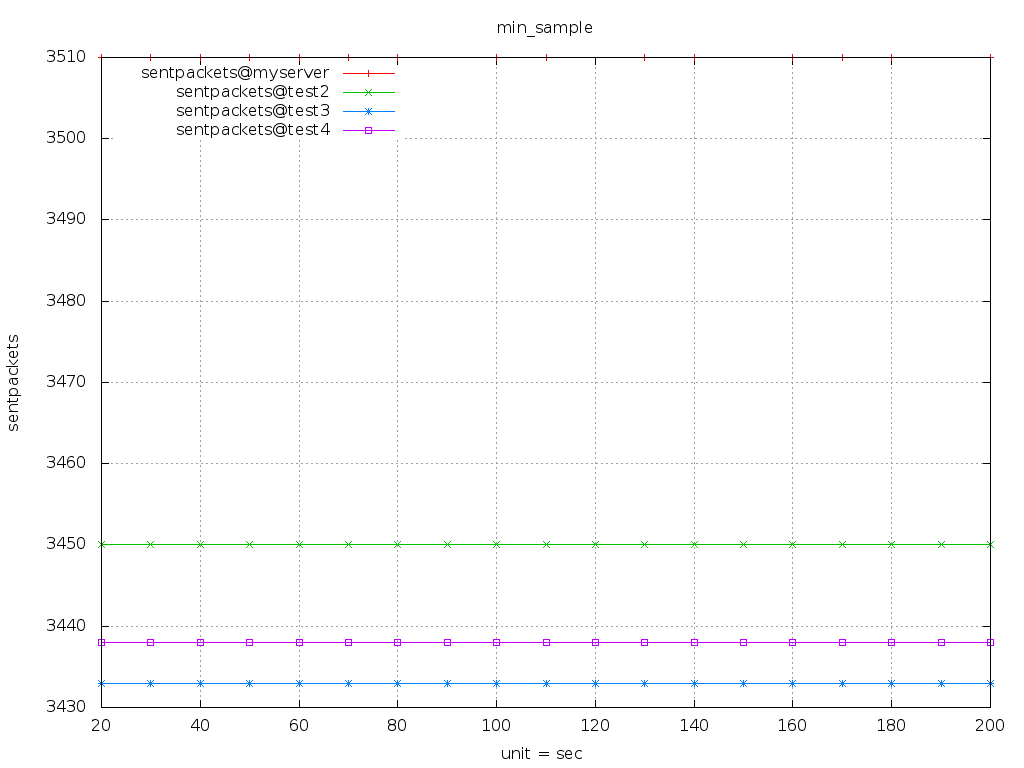 min_sample
3510
sentpackets@myserver
sentpackets@test2
sentpackets@test3
sentpackets@test4
3500
3490
3480
3470
3460
3450
3440
3430
sentpackets
20 40 60 80 100 120 140 160 180 200
unit = sec